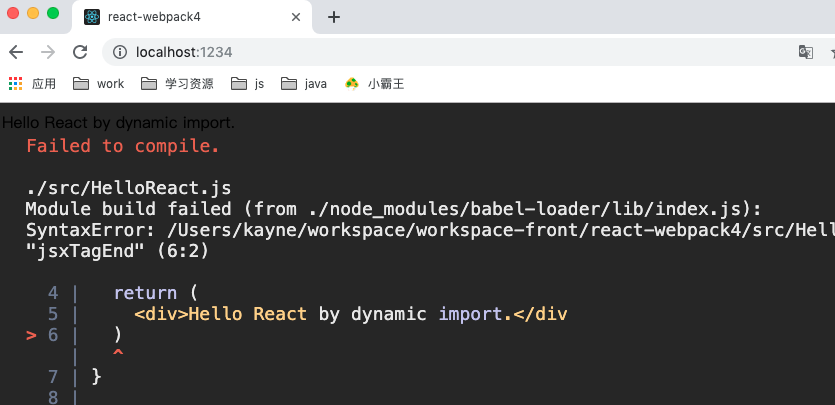 react-webpack4
localhost:1234
应用 work 学习资源 js java 小霸王
Hello React by dynamic import.
Failed to compile.
./src/HelloReact.js
Module build failed (from ./node_modules/babel-loader/lib/index.js):
SyntaxError: /Users/kayne/workspace/workspace-front/react-webpack4/src/Hell
"jsxTagEnd" (6:2)
4 | return (
5 | <div>Hello React by dynamic import.</div
> 6 | )
| ^
7 | }
8 |